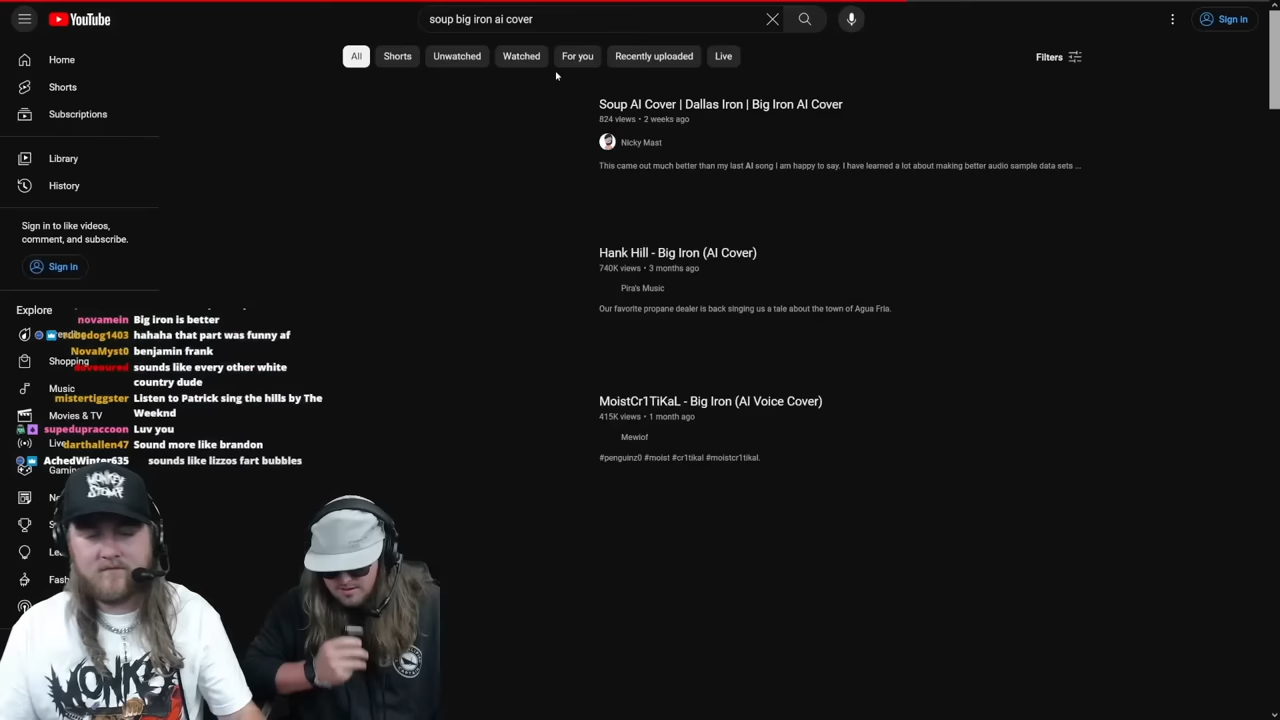 YouTube
soup big iron ai cover
Sign in
All
Shorts
Unwatched
Watched
For you
Recently uploaded
Live
Filters
Home
Shorts
Subscriptions
Library
History
Sign in to like videos,
comment, and subscribe.
Sign in
Explore
Shopping
Music
Movies & TV
Soup AI Cover | Dallas Iron | Big Iron AI Cover
824 views • 2 weeks ago
Nicky Mast
This came out much better than my last AI song I am happy to say. I have learned a lot about making better audio sample data sets ...
Hank Hill - Big Iron (AI Cover)
740K views • 3 months ago
Pira's Music
Our favorite propane dealer is back singing us a tale about the town of Agua Fria.
MoistCr1TiKaL - Big Iron (AI Voice Cover)
415K views • 1 month ago
Mewlof
#penguinz0 #moist #cr1tikal #moistcr1tikal.
novamein Big iron is better
hahaha that part was funny af
NovaMyst0 benjamin frank
sounds like every other white
country dude
mistertiggster Listen to Patrick sing the hills by The
Weeknd
supedupraccoon Luv you
darthallen47 Sound more like brandon
AchedWinter635 sounds like lizzos fart bubbles
MONKEY
STOMP